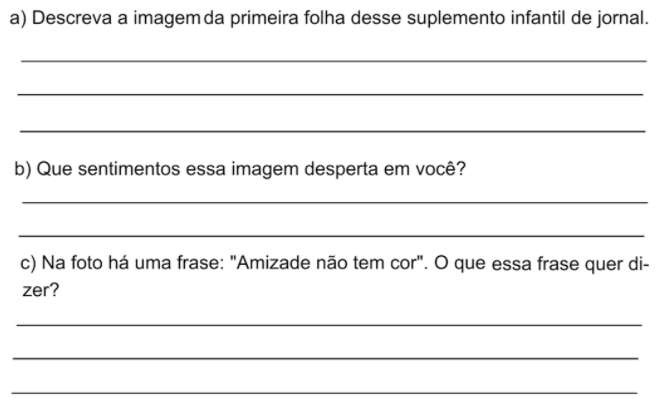 a) Descreva a imagem da primeira folha desse suplemento infantil de jornal.
b) Que sentimentos essa imagem desperta em você?
c) Na foto há uma frase: "Amizade não tem cor". O que essa frase quer di-
zer?